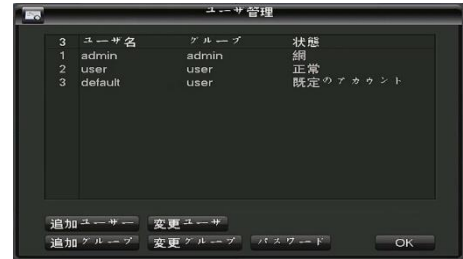 ユーザ管理
3 ユーザ名 グループ 状態
1 admin admin 網
2 user user 正常
3 default user 既定のアカウント
追加ユーザー 変更ユーザ
追加グループ 変更グループ パスワード OK